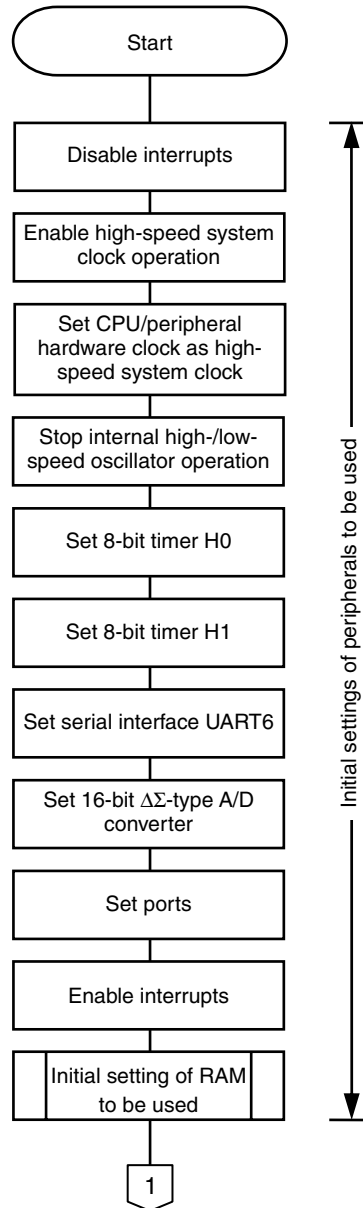 Start
Disable interrupts
Enable high-speed system
clock operation
Set CPU/peripheral
hardware clock as high-
speed system clock
Stop internal high-/low-
speed oscillator operation
Set 8-bit timer H0
Set 8-bit timer H1
Set serial interface UART6
Set 16-bit ΔΣ-type A/D
converter
Set ports
Enable interrupts
Initial setting of RAM
to be used
1
Initial settings of peripherals to be used